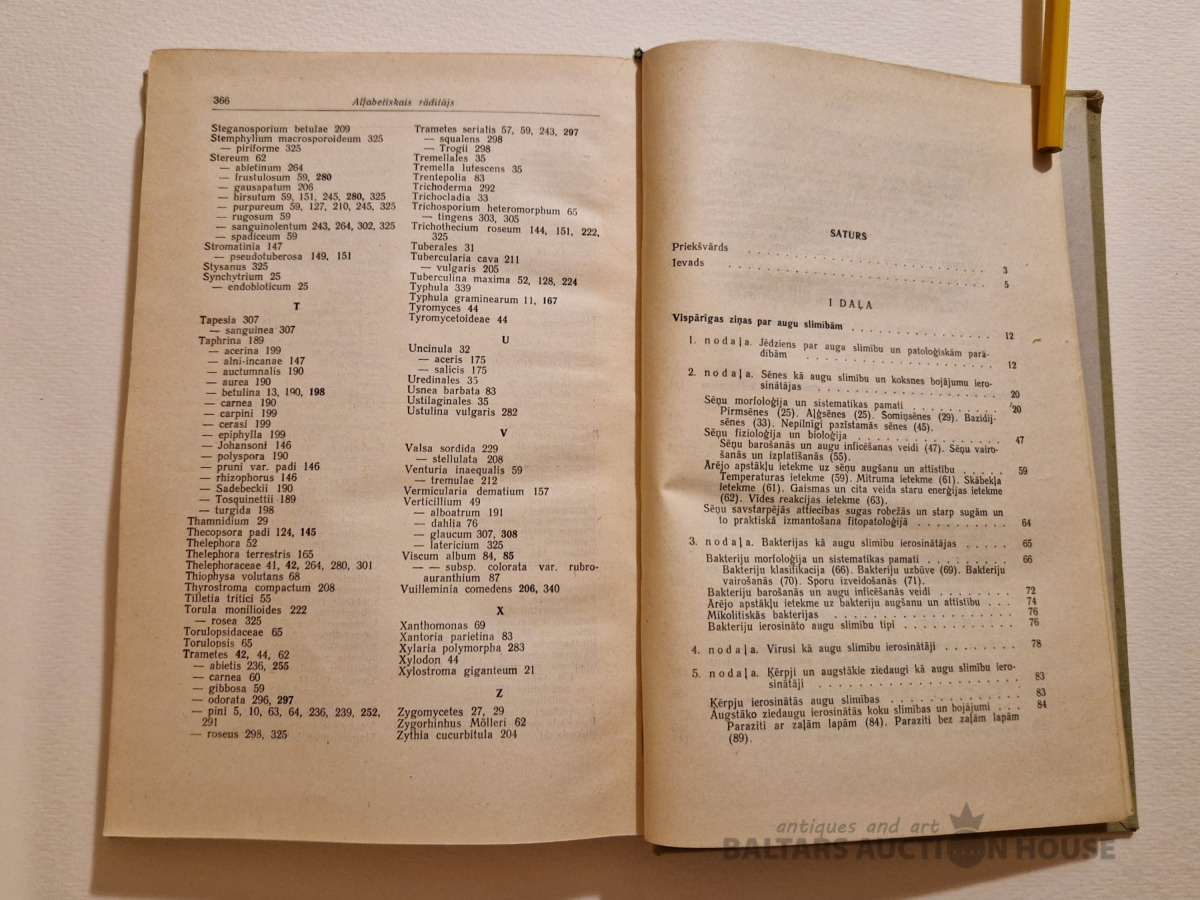 366
Alfabetiskais rādītājs
Steganosporium betulae 209
Stemphylium macrosporoideum 325
— piriforme 325
Stereum 62
— abietinum 264
— frustulosum 59, 280
— gausapatum 206
— hirsutum 59, 151, 245, 280, 325
— purpureum 59, 127, 210, 245, 325
— rugosum 59
— sanguinolentum 243, 264, 302, 325
— spadiceum 59
Stromatinia 147
— pseudotuberosa 149, 151
Stysanus 325
Synchytrium 25
— endobioticum 25
T
Tapesia 307
— sanguinea 307
Taphrina 189
— acerina 199
— alni-incanae 147
— auctumnalis 190
— aurea 190
— betulina 13, 190, 198
— carnea 190
— carpini 199
— cerasi 199
— epiphylla 199
— Johansoni 146
— polyspora 190
— pruni var. padi 146
— rhizophorus 146
— Sadebeckii 190
— Tosquinettii 189
— turgida 198
Thamnidium 29
Thecopsora padi 124, 145
Thelephora 52
Thelephora terrestris 165
Thelephoraceae 41, 42, 264, 280, 301
Thiophysa volutans 68
Thyrostroma compactum 208
Tilletia tritici 55
Torula monilioides 222
— rosea 325
Torulopsidaceae 65
Torulopsis 65
Trametes 42, 44, 62
— abietis 236, 255
— carnea 60
— gibbosa 59
— odorata 296, 297
— pini 5, 10, 63, 64, 236, 239, 252,
291
— roseus 298, 325
Trametes serialis 57, 59, 243, 297
— squalens 298
— Trogii 298
Tremellales 35
Tremella lutescens 35
Trentepolia 83
Trichoderma 292
Trichocladia 33
Trichosporium heteromorphum 65
— tingens 303, 305
Trichothecium roseum 144, 151, 222,
325
Tuberales 31
Tubercularia cava 211
— vulgaris 205
Tuberculina maxima 52, 128, 224
Typhula 339
Typhula graminearum 11, 167
Tyromyces 44
Tyromycetoideae 44
U
Uncinula 32
— aceris 175
— salicis 175
Uredinales 35
Usnea barbata 83
Ustilaginales 35
Ustulina vulgaris 282
V
Valsa sordida 229
— stellulata 208
Venturia inaequalis 59
— tremulae 212
Vermicularia dematium 157
Verticillium 49
— alboatrum 191
— dahlia 76
— glaucum 307, 308
— latericium 325
Viscum album 84, 85
— — subsp. colorata var. rubro-
auranthium 87
Vuilleminia comedens 206, 340
X
Xanthomonas 69
Xantoria parietina 83
Xylaria polymorpha 283
Xylodon 44
Xylostroma giganteum 21
Z
Zygomycetes 27, 29
Zygorhinhus Mölleri 62
Zythia cucurbitula 204
SATURS
Priekšvārds . . . . . . . . . . 3
Ievads . . . . . . . . . . 5
I DAĻA
Vispārīgas ziņas par augu slimībām . . . . . . . . . . 12
1. nodaļa. Jēdziens par auga slimību un patoloģiskām parā-
dībām . . . . . . . . . . 12
2. nodaļa. Sēnes kā augu slimību un koksnes bojājumu iero-
sinātājas . . . . . . . . . . 20
Sēņu morfoloģija un sistematikas pamati . . . . . . . . . . 20
Pirmsēnes (25). Aļģsēnes (25). Somiņsēnes (29). Bazidij-
sēnes (33). Nepilnīgi pazīstamās sēnes (45).
Sēņu fizioloģija un bioloģija . . . . . . . . . . 47
Sēņu barošanās un augu inficēšanas veidi (47). Sēņu vairo-
šanās un izplatīšanās (55).
Ārējo apstākļu ietekme uz sēņu augšanu un attīstību . . . . . 59
Temperatūras ietekme (59). Mitruma ietekme (61). Skābekļa
ietekme (61). Gaismas un cita veida staru enerģijas ietekme
(62). Vides reakcijas ietekme (63).
Sēņu savstarpējās attiecības sugas robežās un starp sugām un
to praktiskā izmantošana fitopatoloģijā . . . . . . . . . . 64
3. nodaļa. Bakterijas kā augu slimību ierosinātājas . . . . . 65
Bakteriju morfoloģija un sistematikas pamati . . . . . . . . . . 66
Bakteriju klasifikācija (66). Bakteriju uzbūve (69). Bakteriju
vairošanās (70). Sporu izveidošanās (71).
Bakteriju barošanās un augu inficēšanas veidi . . . . . . . . . . 72
Ārējo apstākļu ietekme uz bakteriju augšanu un attīstību . . . 74
Mikolītiskās bakterijas . . . . . . . . . . 76
Bakteriju ierosināto augu slimību tipi . . . . . . . . . . 76
4. nodaļa. Vīrusi kā augu slimību ierosinātāji . . . . . . . 78
5. nodaļa. Ķērpji un augstākie ziedaugi kā augu slimību iero-
sinātāji . . . . . . . . . . 83
Ķērpju ierosinātās augu slimības . . . . . . . . . . 83
Augstāko ziedaugu ierosinātās koku slimības un bojājumi . . . 84
Parazīti ar zaļām lapām (84). Parazīti bez zaļām lapām
(89).
antiques and art
BALTARS AUCTION HOUSE